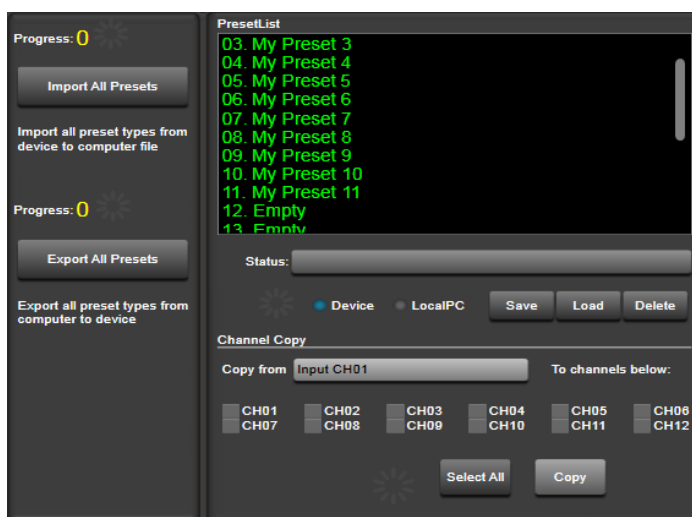 Progress: 0
Import All Presets
Import all preset types from
device to computer file
Progress: 0
Export All Presets
Export all preset types from
computer to device
PresetList
03. My Preset 3
04. My Preset 4
05. My Preset 5
06. My Preset 6
07. My Preset 7
08. My Preset 8
09. My Preset 9
10. My Preset 10
11. My Preset 11
12. Empty
13. Empty
Status:
Device LocalPC Save Load Delete
Channel Copy
Copy from Input CH01 To channels below:
CH01 CH02 CH03 CH04 CH05 CH06
CH07 CH08 CH09 CH10 CH11 CH12
Select All Copy